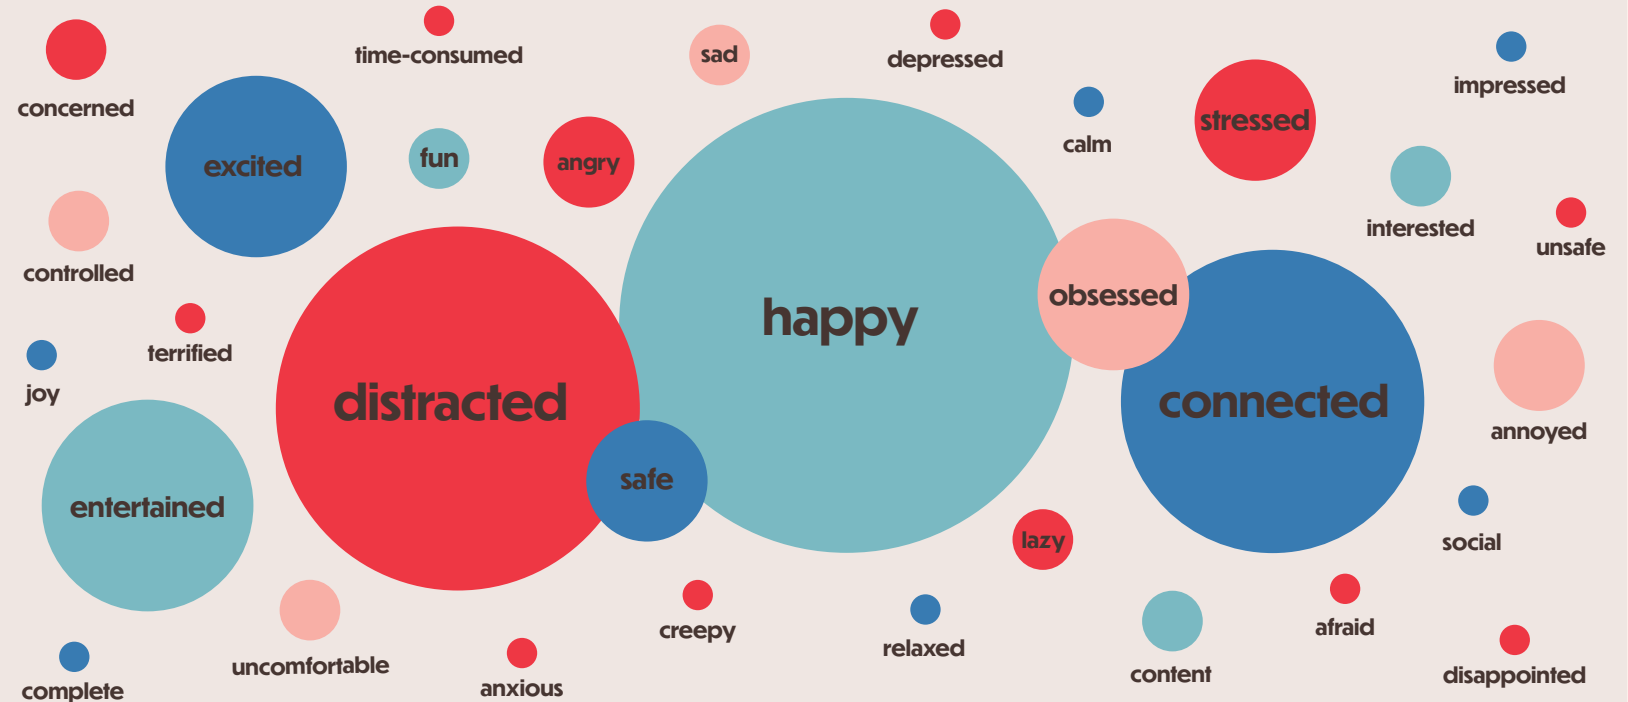 time-consumed
sad
depressed
impressed
concerned
stressed
calm
excited
fun
angry
interested
unsafe
controlled
obsessed
happy
terrified
joy
distracted
connected
annoyed
safe
entertained
lazy
social
creepy
afraid
relaxed
uncomfortable
content
disappointed
anxious
complete